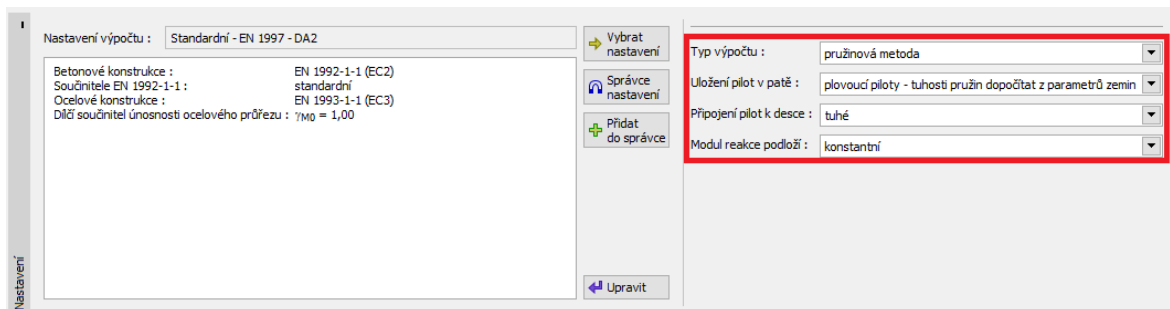 Nastavení výpočtu : Standardní - EN 1997 - DA2
Betonové konstrukce : EN 1992-1-1 (EC2)
Součinitele EN 1992-1-1 : standardní
Ocelové konstrukce : EN 1993-1-1 (EC3)
Dílčí součinitel únosnosti ocelového průřezu : γM0 = 1,00
Vybrat
nastavení
Správce
nastavení
Přidat
do správce
Upravit
Typ výpočtu : pružinová metoda
Uložení pilot v patě : plovoucí piloty - tuhosti pružin dopočítat z parametrů zemin
Připojení pilot k desce : tuhé
Modul reakce podloží : konstantní
Nastavení